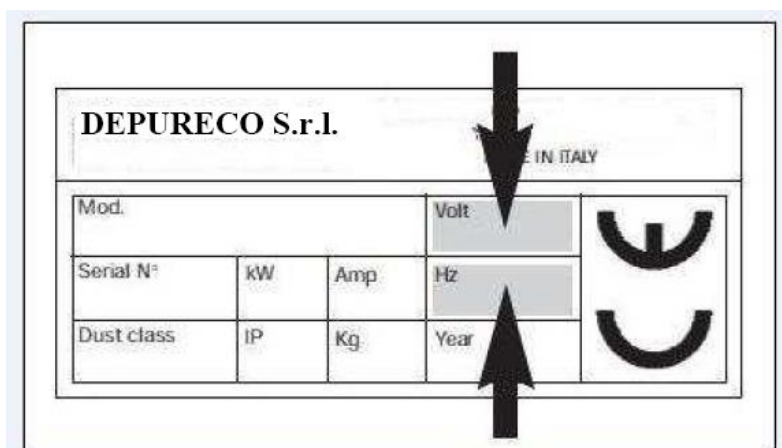 DEPURECO S.r.l.
IN ITALY
Mod. Volt
Serial N° kW Amp Hz
Dust class IP Kg Year